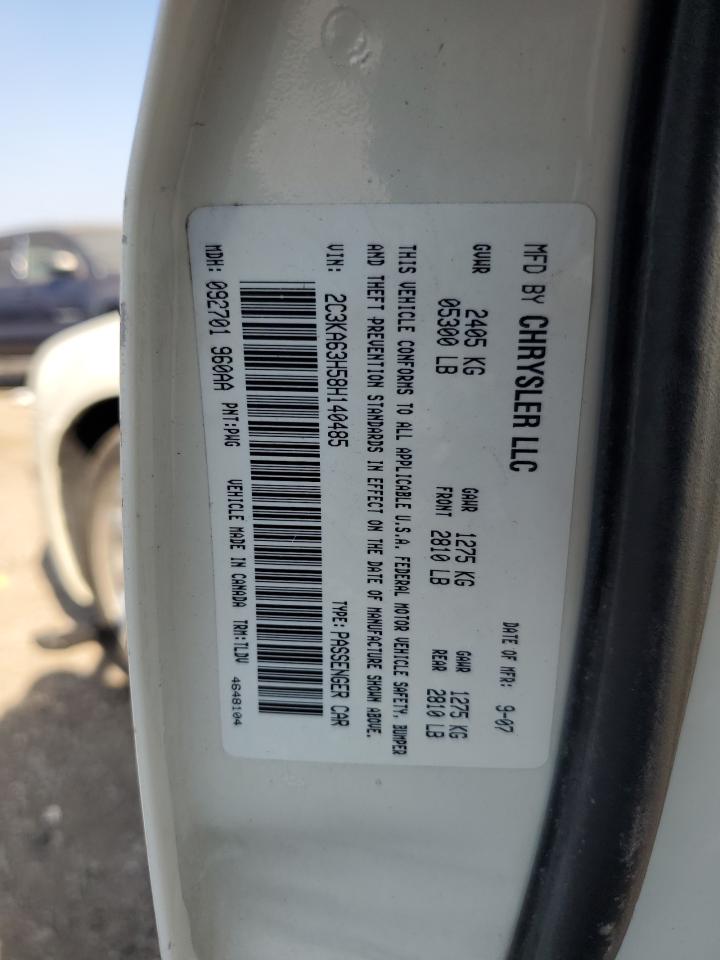 MFD BY CHRYSLER LLC
DATE OF MFR: 9-07
GVWR 2405 KG
05300 LB
GAWR 1275 KG
FRONT 2810 LB
GAWR 1275 KG
REAR 2810 LB
THIS VEHICLE CONFORMS TO ALL APPLICABLE U.S.A. FEDERAL MOTOR VEHICLE SAFETY, BUMPER
AND THEFT PREVENTION STANDARDS IN EFFECT ON THE DATE OF MANUFACTURE SHOWN ABOVE.
VIN: 2C3KA63H58H140485
TYPE: PASSENGER CAR
MDH: 092701 960AA PNT:PWG VEHICLE MADE IN CANADA TRM:TLDV 4648104